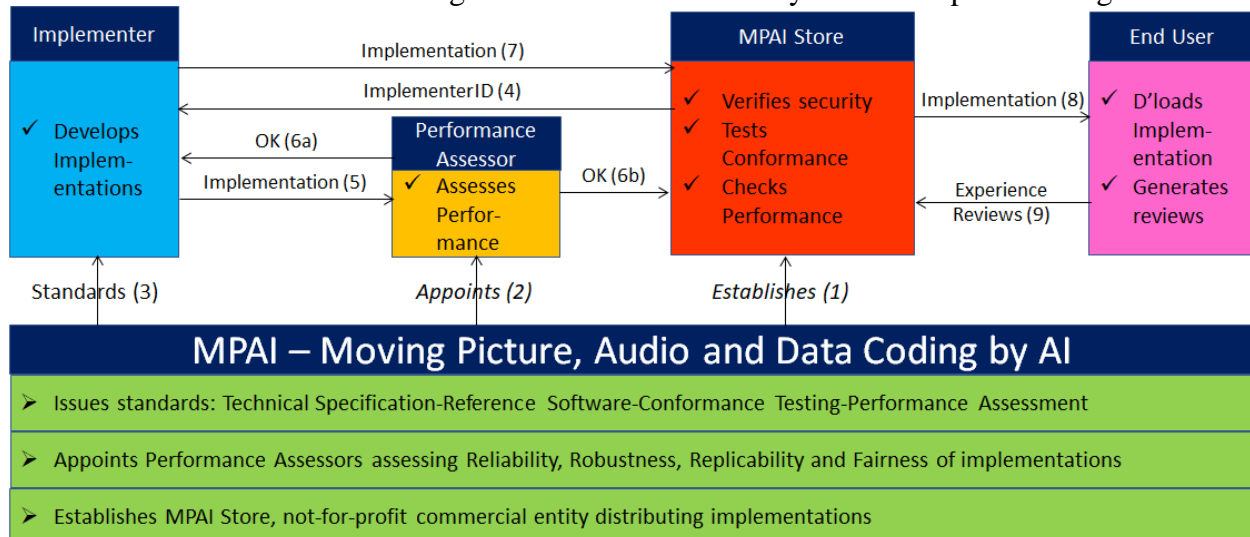 Implementer
MPAI Store
End User
Implementation (7)
ImplementerID (4)
✓ Develops
Implem-
entations
OK (6a)
Implementation (5)
Performance
Assessor
✓ Assesses
Perfor-
mance
OK (6b)
✓ Verifies security
✓ Tests
Conformance
✓ Checks
Performance
Implementation (8)
Experience
Reviews (9)
✓ D'loads
Implem-
entation
✓ Generates
reviews
Standards (3)
Appoints (2)
Establishes (1)
MPAI – Moving Picture, Audio and Data Coding by AI
➢ Issues standards: Technical Specification-Reference Software-Conformance Testing-Performance Assessment
➢ Appoints Performance Assessors assessing Reliability, Robustness, Replicability and Fairness of implementations
➢ Establishes MPAI Store, not-for-profit commercial entity distributing implementations